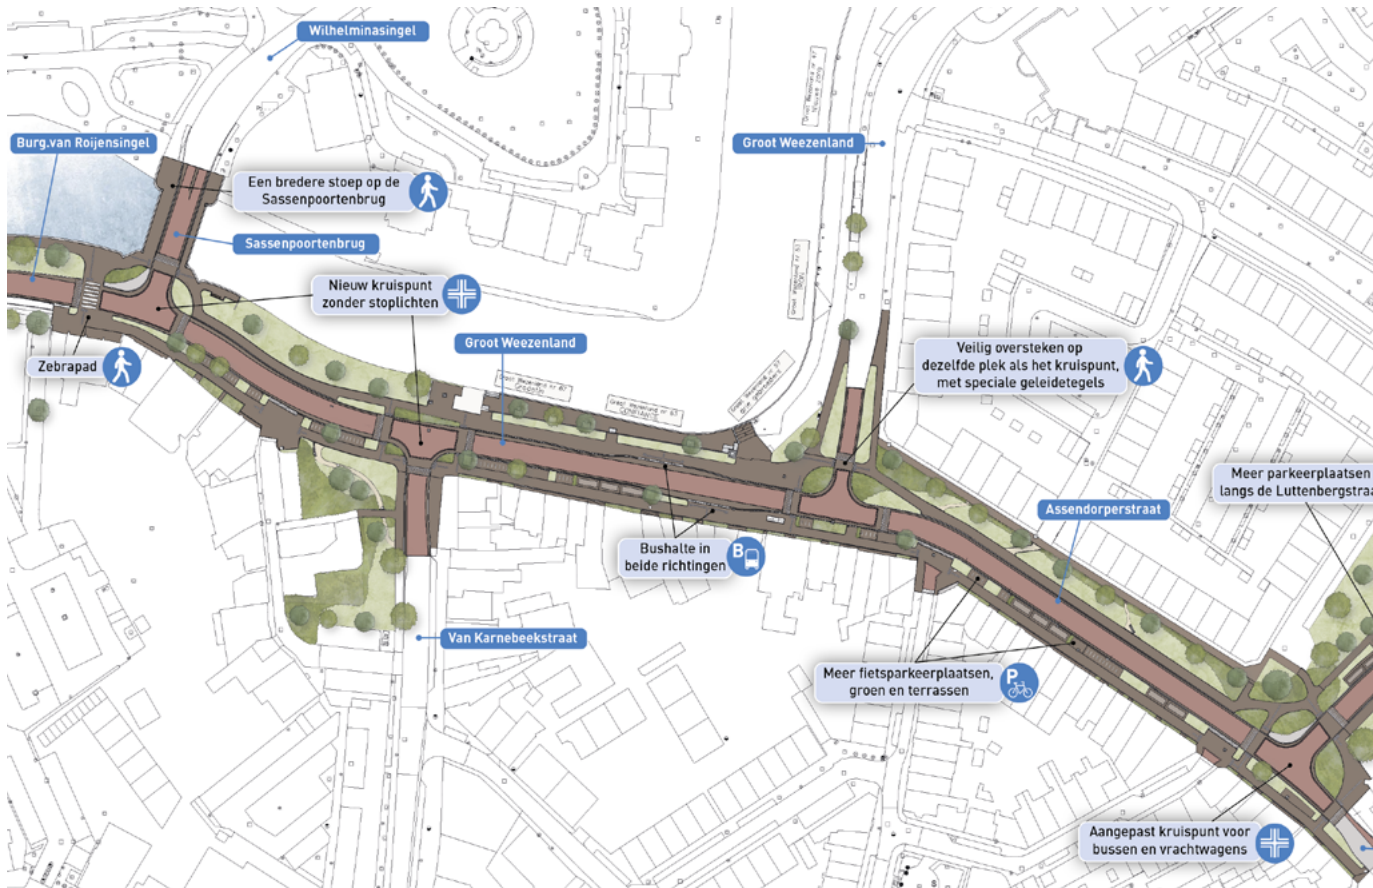 Wilhelminasingel
Burg.van Roijensingel
Groot Weezenland
Een bredere stoep op de
Sassenpoortenbrug
Sassenpoortenbrug
Nieuw kruispunt
zonder stoplichten
Groot Weezenland
Zebrapad
Veilig oversteken op
dezelfde plek als het kruispunt,
met speciale geleidetegels
Meer parkeerplaatsen
langs de Luttenbergstraa
Assendorperstraat
Bushalte in
beide richtingen
B
Van Karnebeekstraat
Meer fietsparkeerplaatsen,
groen en terrassen
P
Aangepast kruispunt voor
bussen en vrachtwagens